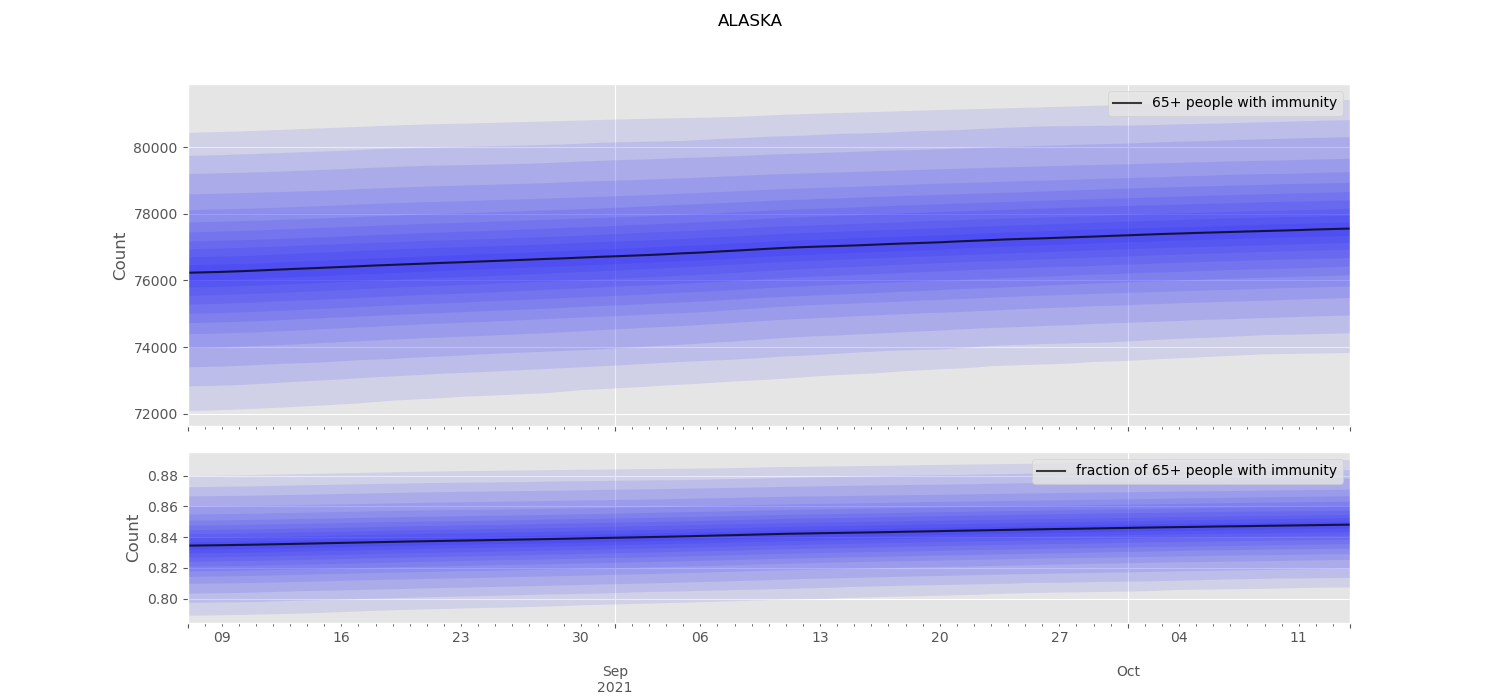 ALASKA
65+ people with immunity
80000
78000
76000
74000
72000
Count
fraction of 65+ people with immunity
0.88
0.86
0.84
0.82
0.80
Count
09 16 23 30 06 13 20 27 04 11
Sep Oct
2021